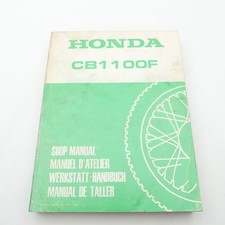 HONDA
CB1100F
SHOP MANUAL
MANUEL D'ATELIER
WERKSTATT-HANDBUCH
MANUAL DE TALLER